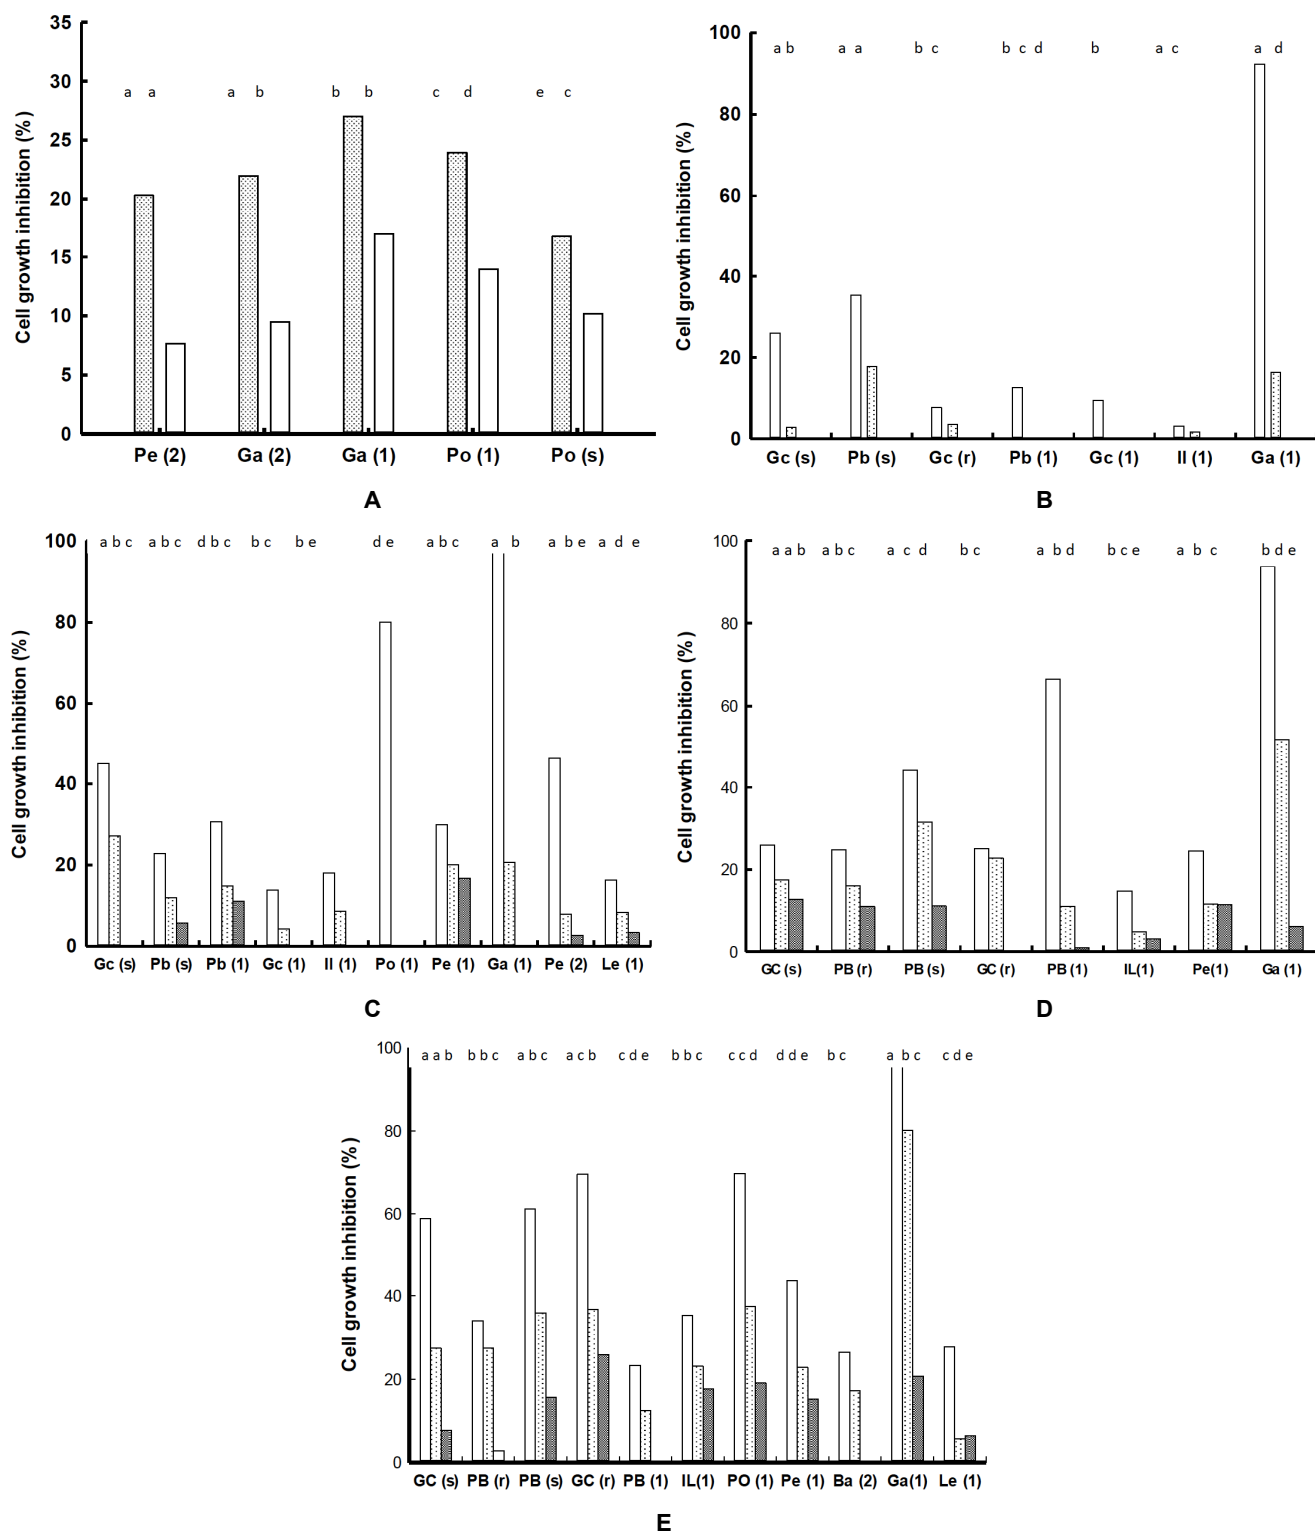 35
30
25
20
15
10
5
0
Cell growth inhibition (%)
a a a b b b c d e c
Pe (2) Ga (2) Ga (1) Po (1) Po (s)
A
100
80
60
40
20
0
Cell growth inhibition (%)
a b a a b c b c d b a c a d
Gc (s) Pb (s) Gc (r) Pb (1) Gc (1) Il (1) Ga (1)
B
100
80
60
40
20
0
Cell growth inhibition (%)
a b c a b c d b c b c b e d e a b c a b a b e a d e
Gc (s) Pb (s) Pb (1) Gc (1) Il (1) Po (1) Pe (1) Ga (1) Pe (2) Le (1)
C
100
80
60
40
20
0
Cell growth inhibition (%)
a a b a b c a c d b c a b d b c e a b c b d e
GC (s) PB (r) PB (s) GC (r) PB (1) IL(1) Pe(1) Ga (1)
D
100
80
60
40
20
0
Cell growth inhibition (%)
a a b b b c a b c a c b c d e b b c c c d d d e b c a b c c d e
GC (s) PB (r) PB (s) GC (r) PB (1) IL(1) PO (1) Pe (1) Ba (2) Ga(1) Le (1)
E